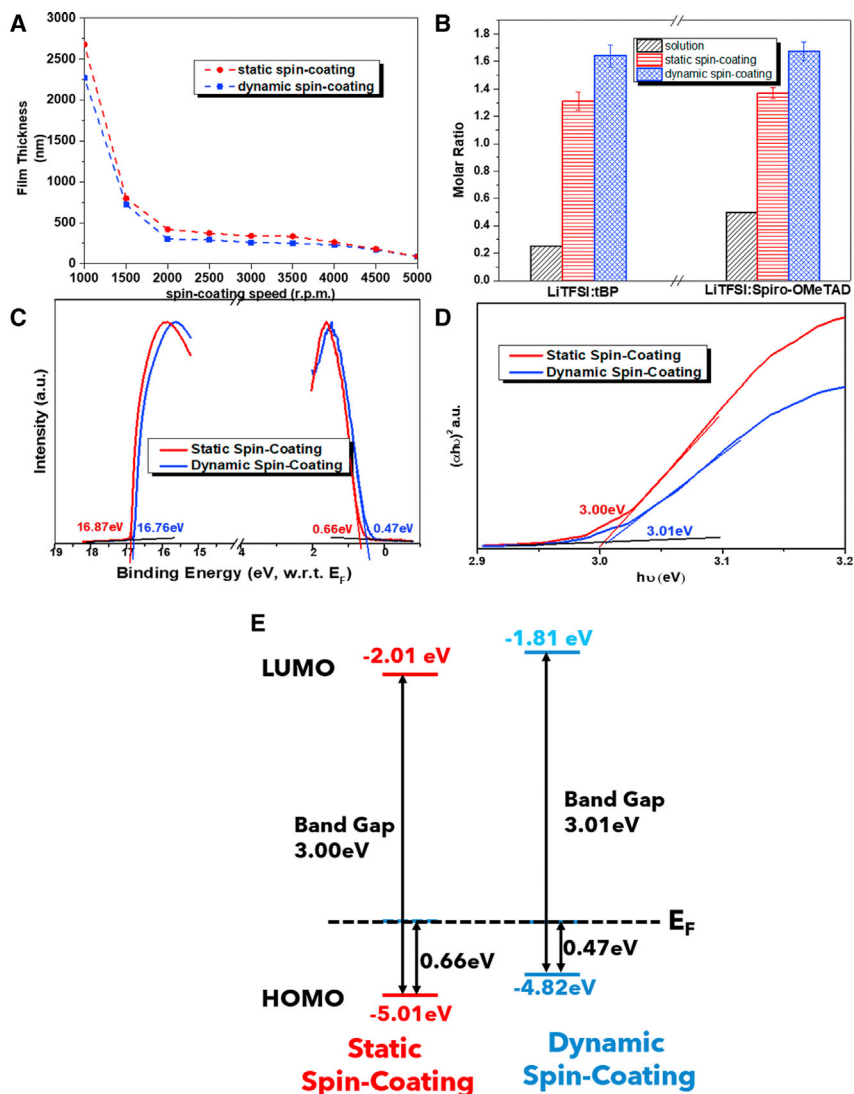 A
3000
2500
2000
1500
1000
500
0
Film Thickness
(nm)
static spin-coating
dynamic spin-coating
1000 1500 2000 2500 3000 3500 4000 4500 5000
spin-coating speed (r.p.m.)
B
1.8
1.6
1.4
1.2
1.0
0.8
0.6
0.4
0.2
0.0
Molar Ratio
solution
static spin-coating
dynamic spin-coating
LiTFSI:tBP LiTFSI:Spiro-OMeTAD
C
Intensity (a.u.)
Static Spin-Coating
Dynamic Spin-Coating
16.87eV 16.76eV 0.66eV 0.47eV
19 18 17 16 15 4 2 0
Binding Energy (eV, w.r.t. EF)
D
(αhυ)² a.u.
Static Spin-Coating
Dynamic Spin-Coating
3.00eV
3.01eV
2.9 3.0 3.1 3.2
hυ (eV)
E
LUMO
-2.01 eV
-1.81 eV
Band Gap
3.00eV
Band Gap
3.01eV
EF
0.66eV
0.47eV
HOMO
-5.01eV
-4.82eV
Static
Spin-Coating
Dynamic
Spin-Coating